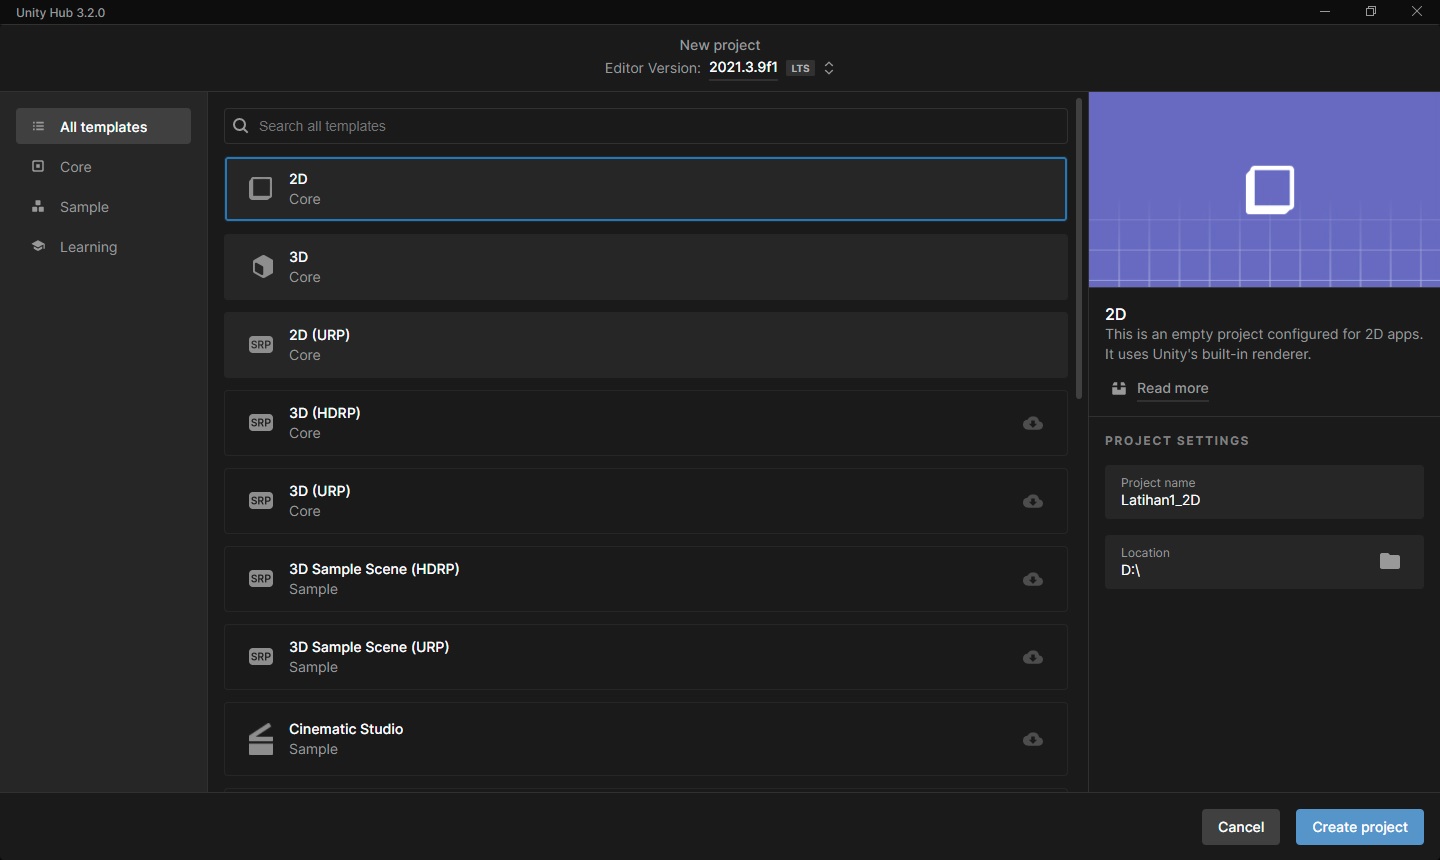 Unity Hub 3.2.0
New project
Editor Version: 2021.3.9f1 LTS
All templates
Core
Sample
Learning
Search all templates
2D
Core
3D
Core
SRP
2D (URP)
Core
SRP
3D (HDRP)
Core
SRP
3D (URP)
Core
SRP
3D Sample Scene (HDRP)
Sample
SRP
3D Sample Scene (URP)
Sample
Cinematic Studio
Sample
2D
This is an empty project configured for 2D apps.
It uses Unity's built-in renderer.
Read more
PROJECT SETTINGS
Project name
Latihan1_2D
Location
D:\
Cancel
Create project